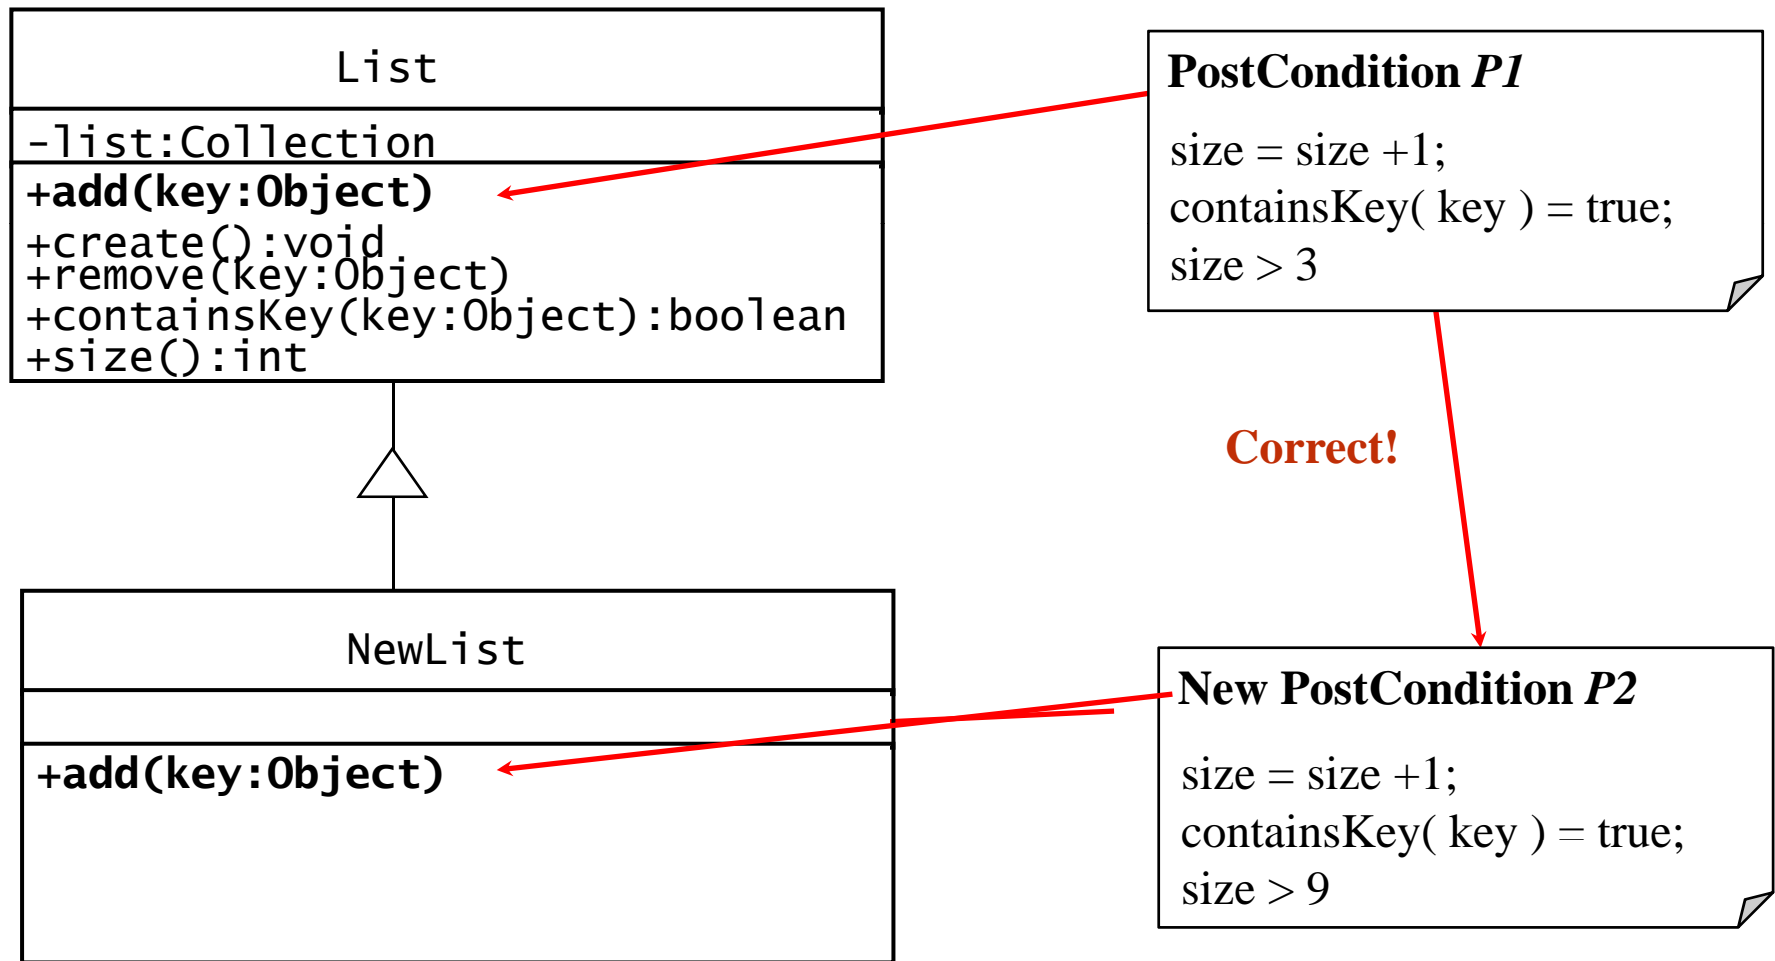 List
-list:Collection
+add(key:Object)
+create():void
+remove(key:Object)
+containsKey(key:Object):boolean
+size():int
PostCondition P1
size = size +1;
containsKey( key ) = true;
size > 3
Correct!
NewList
+add(key:Object)
New PostCondition P2
size = size +1;
containsKey( key ) = true;
size > 9